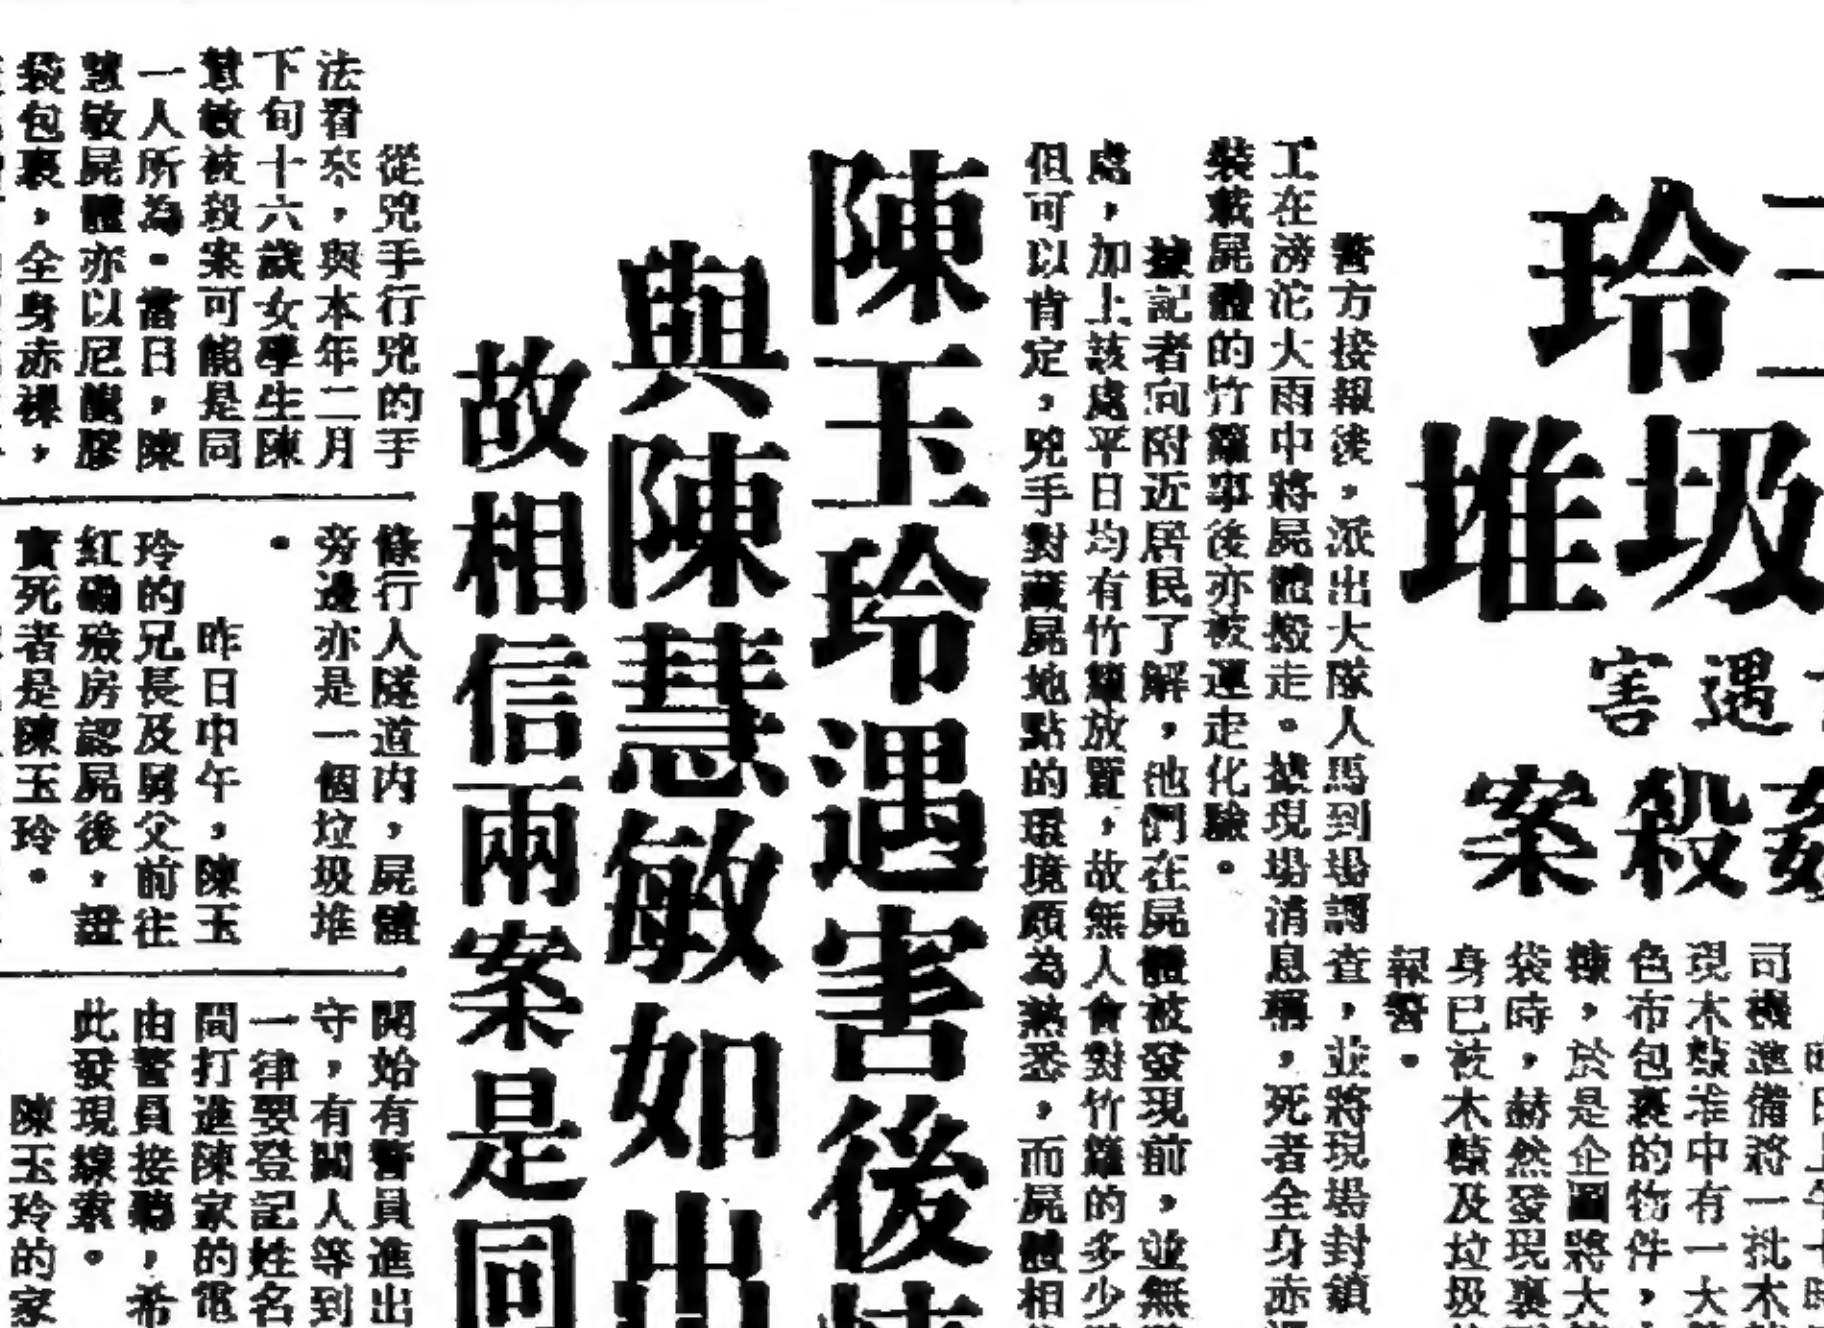 玲
圾堆
遇害
殺案
司機準備將一批木
現木糠堆中有一大
色布包裹的物件，
糠，於是企圖將大
袋時，赫然發現裏
身已被木糠及垃圾
報警。
警方接報後，派出大隊人馬到場調查，並將現場封鎖
工在滂沱大雨中將屍體搬走。據現場消息稱，死者全身赤
裝載屍體的竹籮事後亦被運走化驗。
據記者向附近居民了解，他們在屍體被發現前，並無
處，加上該處平日均有竹籮放置，故無人會對竹籮的多少
但可以肯定，兇手對藏屍地點的環境頗為熟悉，而屍體相
陳玉玲遇害後
與陳慧敏如出
故相信兩案是同
從兇手行兇的手
法看來，與本年二月
下旬十六歲女學生陳
慧敏被殺案可能是同
一人所為。當日，陳
慧敏屍體亦以尼龍膠
袋包裹，全身赤裸，
條行人隧道內，屍體
旁邊亦是一個垃圾堆
。
昨日中午，陳玉
玲的兄長及舅父前往
紅磡殮房認屍後，證
實死者是陳玉玲。
開始有警員進出
守，有關人等到
一律要登記姓名
間打進陳家的電
由警員接聽，希
此發現線索。
陳玉玲的家